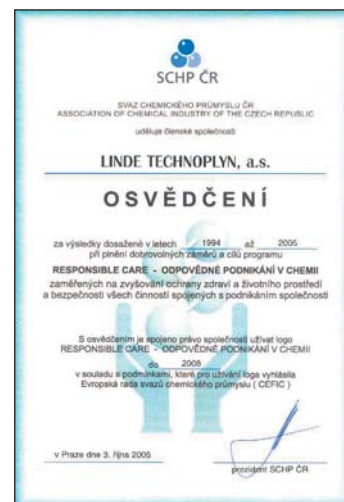 SCHP ČR
SVAZ CHEMICKÉHO PRŮMYSLU ČR
ASSOCIATION OF CHEMICAL INDUSTRY OF THE CZECH REPUBLIC
uděluje členské společnosti
LINDE TECHNOPLYN, a.s.
OSVĚDČENÍ
za výsledky dosažené v letech 1994 až 2005
při plnění dobrovolných záměrů a cílů programu
RESPONSIBLE CARE - ODPOVĚDNÉ PODNIKÁNÍ V CHEMII
zaměřených na zvyšování ochrany zdraví a životního prostředí
a bezpečnosti všech činností spojených s podnikáním společnosti
S osvědčením je spojeno právo společnosti užívat logo
RESPONSIBLE CARE - ODPOVĚDNÉ PODNIKÁNÍ V CHEMII
do 2008
v souladu s podmínkami, které pro užívání loga vyhlásila
Evropská rada svazů chemického průmyslu ( CEFIC )
v Praze dne 3. října 2005
prezident SCHP ČR